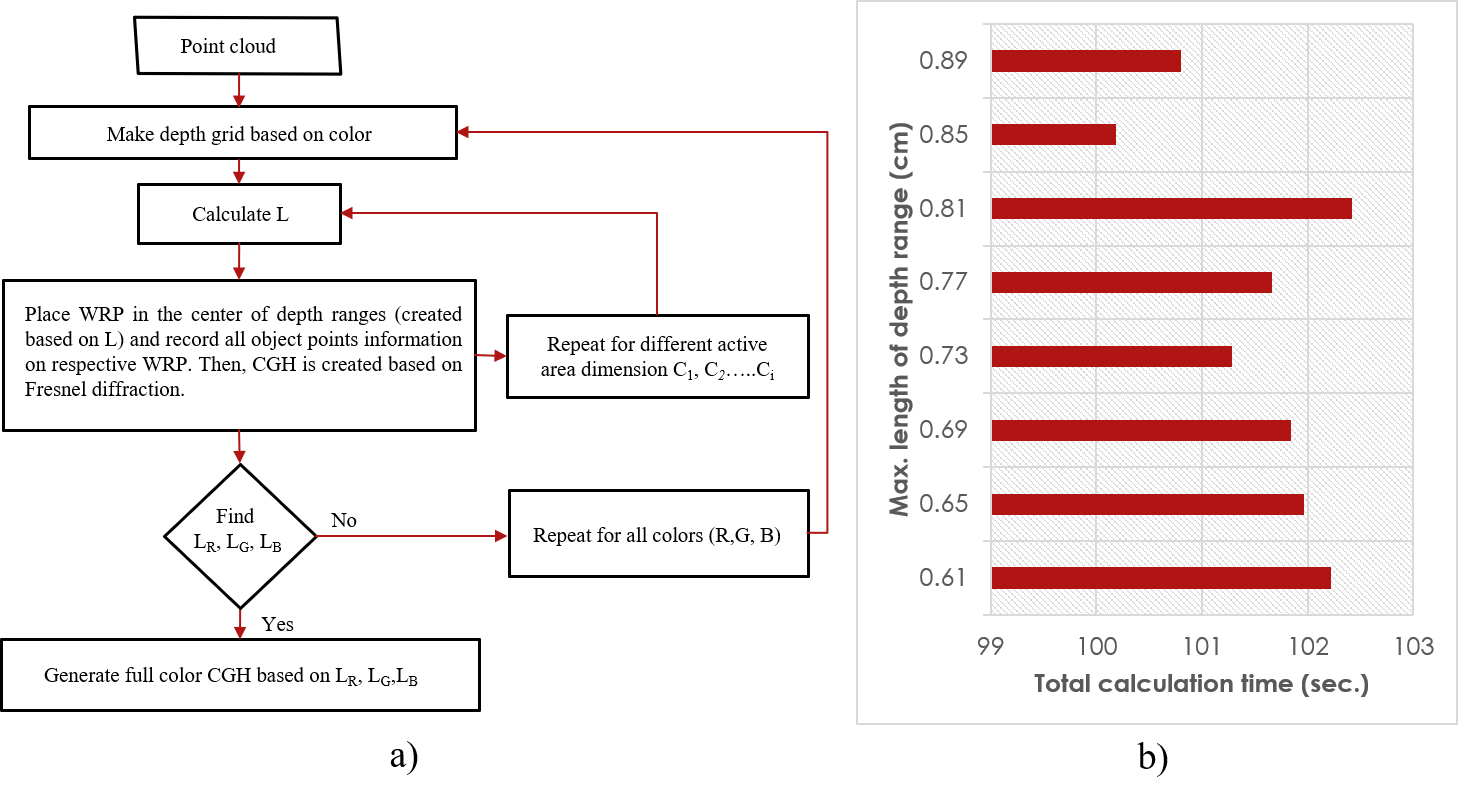 Point cloud
Make depth grid based on color
Calculate L
Place WRP in the center of depth ranges (created
based on L) and record all object points information
on respective WRP. Then, CGH is created based on
Fresnel diffraction.
Repeat for different active
area dimension C1, C2…..Ci
Find
LR, LG, LB
No
Repeat for all colors (R,G, B)
Yes
Generate full color CGH based on LR, LG,LB
a)
Max. length of depth range (cm)
0.89
0.85
0.81
0.77
0.73
0.69
0.65
0.61
99 100 101 102 103
Total calculation time (sec.)
b)